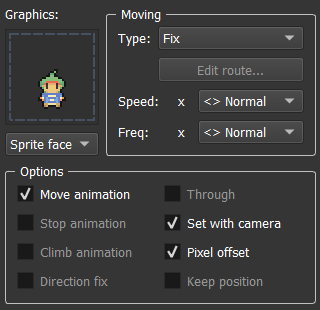 Graphics:
Moving
Type: Fix
Edit route...
Speed: x <> Normal
Freq: x <> Normal
Sprite face
Options
Move animation Through
Stop animation Set with camera
Climb animation Pixel offset
Direction fix Keep position